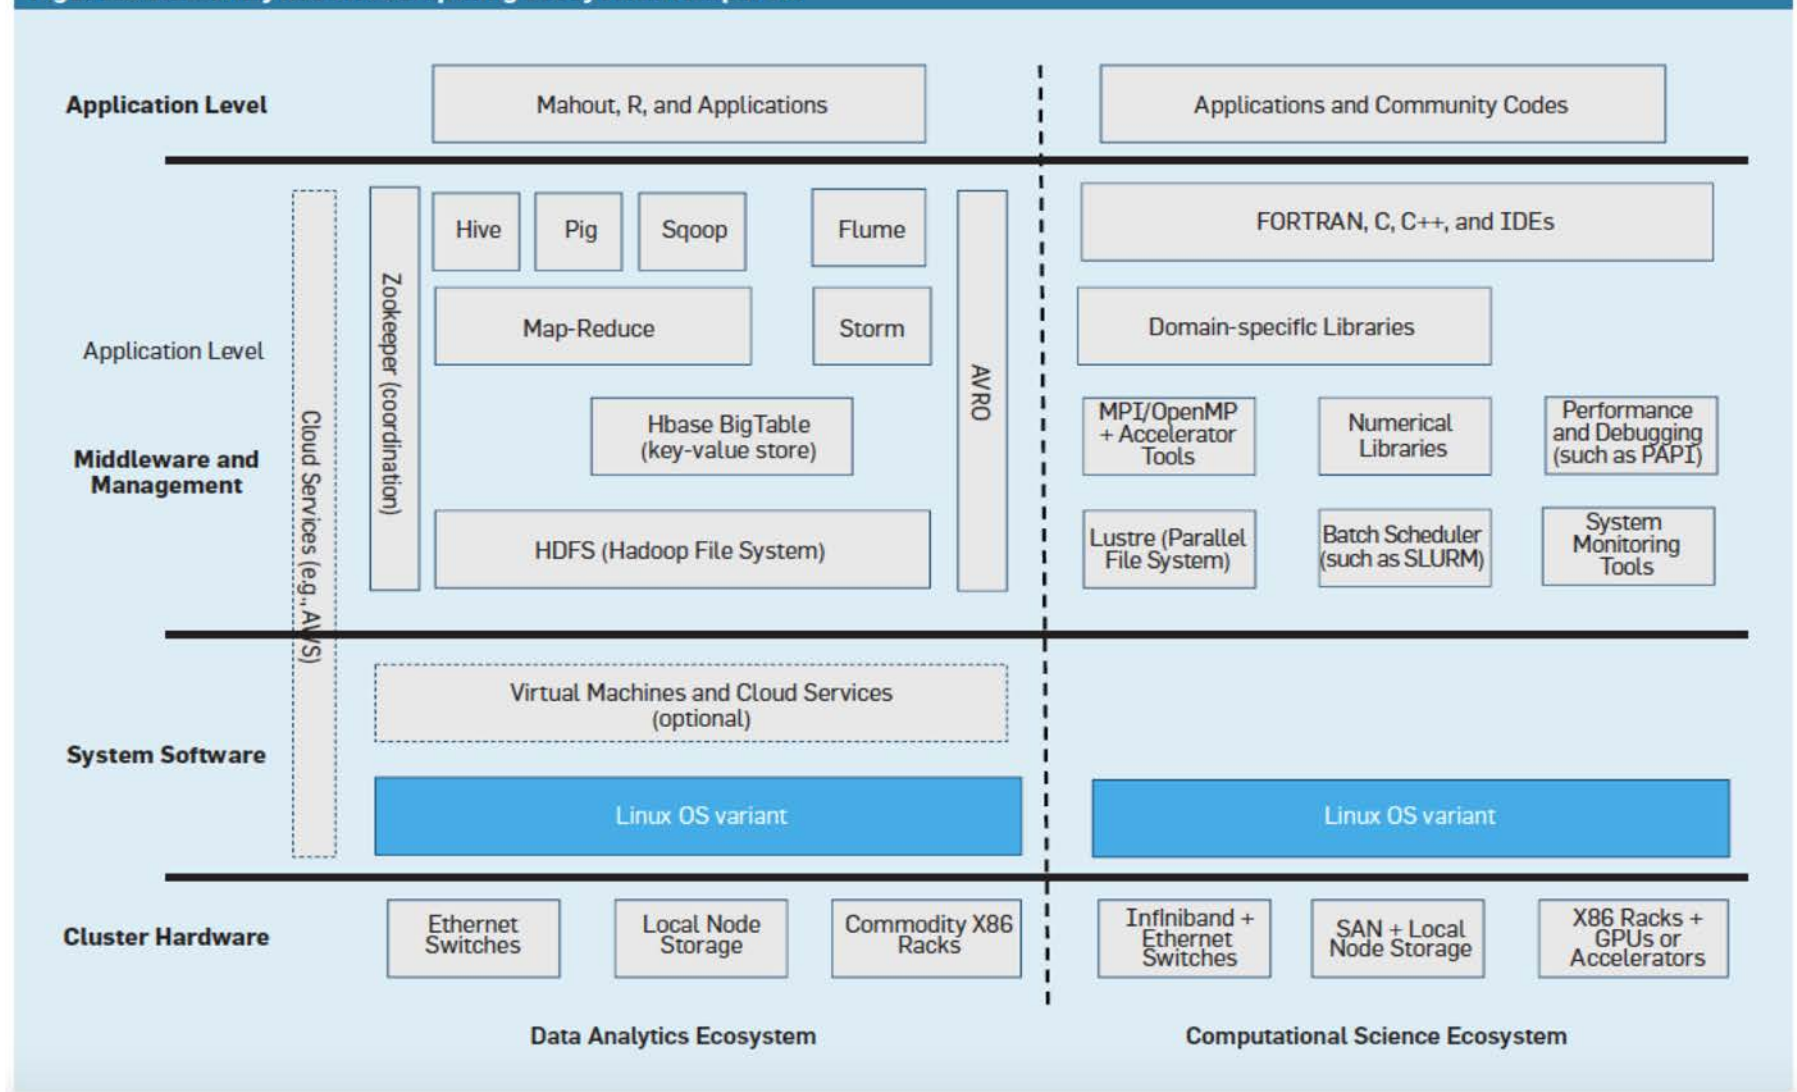 Application Level
Mahout, R, and Applications
Applications and Community Codes
Cloud Services (e.g., AWS)
Zookeeper (coordination)
Hive
Pig
Sqoop
Flume
AVRO
FORTRAN, C, C++, and IDEs
Map-Reduce
Storm
Domain-specific Libraries
Application Level
Middleware and
Management
Hbase BigTable
(key-value store)
MPI/OpenMP
+ Accelerator
Tools
Numerical
Libraries
Performance
and Debugging
(such as PAPI)
HDFS (Hadoop File System)
Lustre (Parallel
File System)
Batch Scheduler
(such as SLURM)
System
Monitoring
Tools
System Software
Virtual Machines and Cloud Services
(optional)
Linux OS variant
Linux OS variant
Cluster Hardware
Ethernet
Switches
Local Node
Storage
Commodity X86
Racks
Infiniband +
Ethernet
Switches
SAN + Local
Node Storage
X86 Racks +
GPUs or
Accelerators
Data Analytics Ecosystem
Computational Science Ecosystem